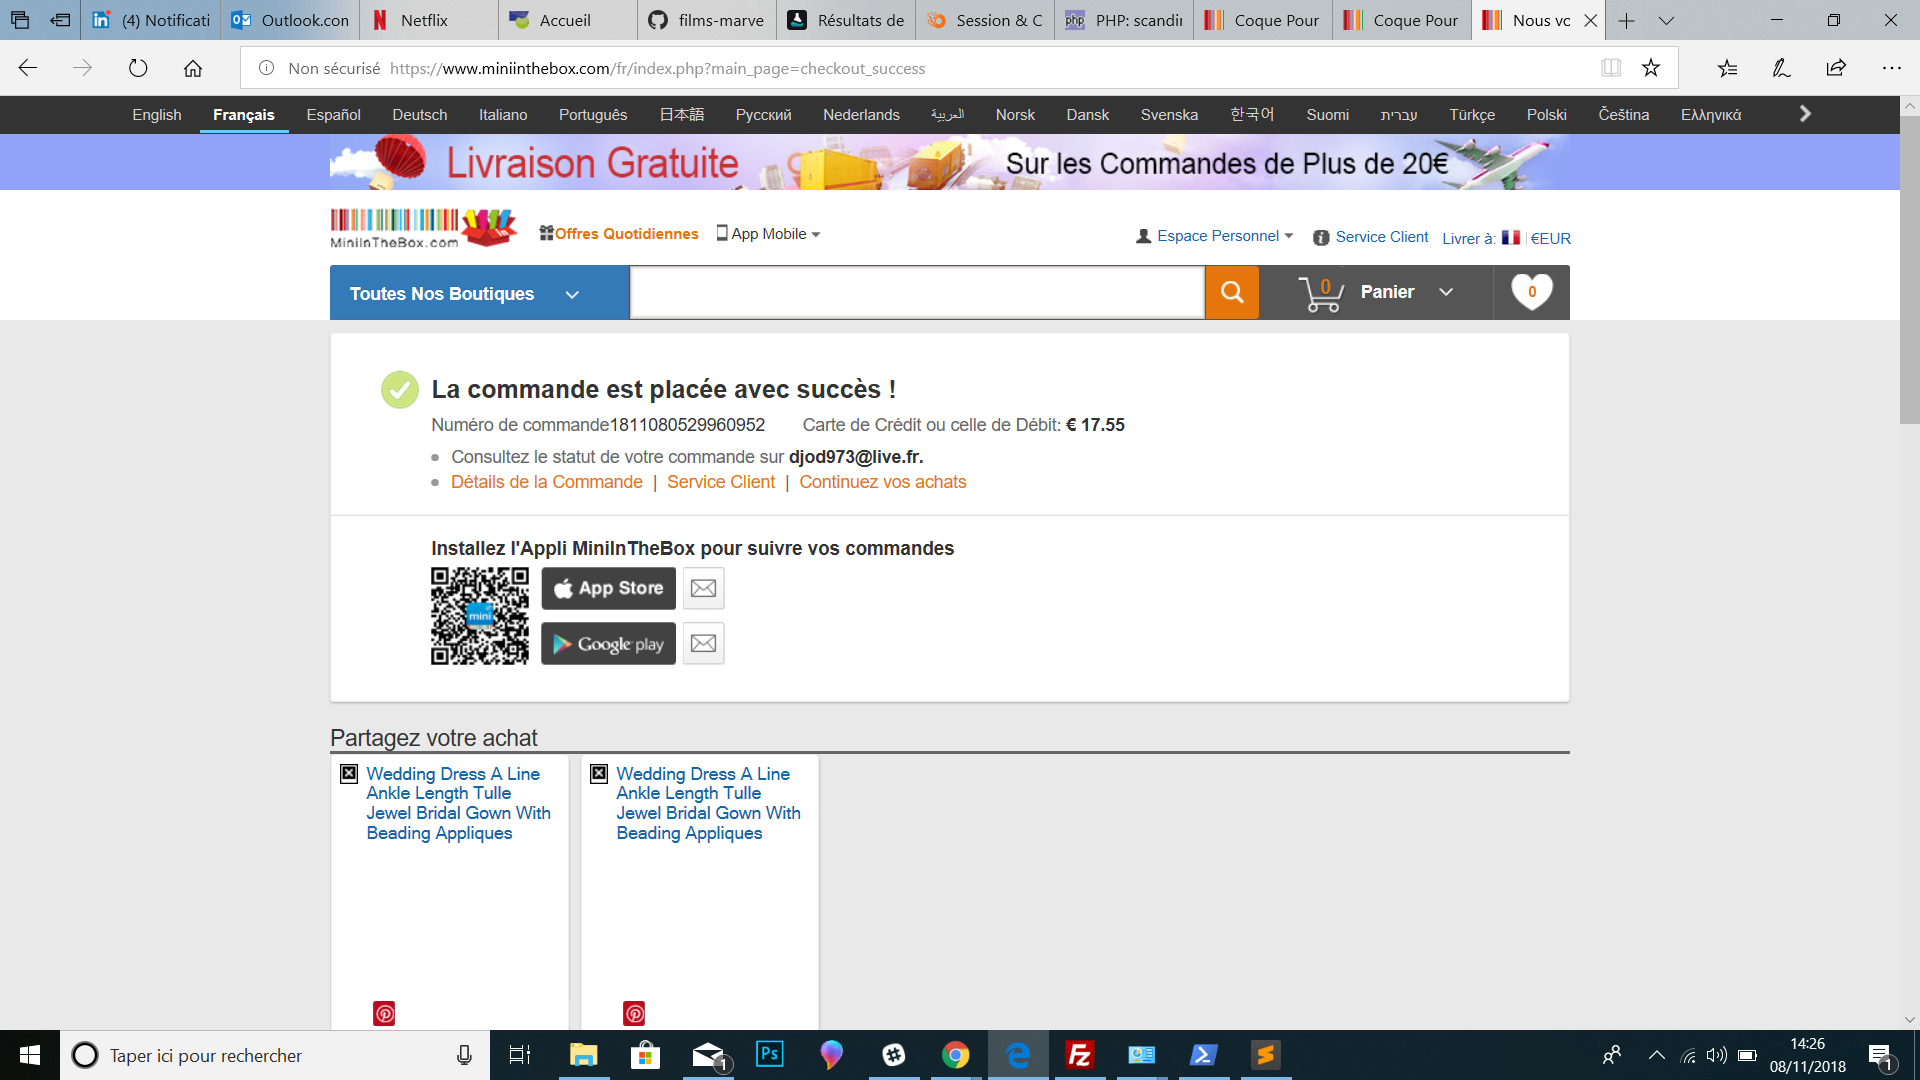 (4) Notificati
Outlook.con
Netflix
Accueil
films-marve
Résultats de
Session & C
PHP: scandir
Coque Pour
Coque Pour
Nous vc
Non sécurisé https://www.miniinthebox.com/fr/index.php?main_page=checkout_success
English Français Español Deutsch Italiano Português 日本語 Русский Nederlands العربية Norsk Dansk Svenska 한국어 Suomi עברית Türkçe Polski Čeština Ελληνικά
Livraison Gratuite Sur les Commandes de Plus de 20€
MiniInTheBox.com
Offres Quotidiennes App Mobile
Espace Personnel Service Client Livrer à: €EUR
Toutes Nos Boutiques
0 Panier 0
La commande est placée avec succès !
Numéro de commande1811080529960952 Carte de Crédit ou celle de Débit: € 17.55
Consultez le statut de votre commande sur djod973@live.fr.
Détails de la Commande | Service Client | Continuez vos achats
Installez l'Appli MiniInTheBox pour suivre vos commandes
mini
App Store
Google play
Partagez votre achat
Wedding Dress A Line
Ankle Length Tulle
Jewel Bridal Gown With
Beading Appliques
Wedding Dress A Line
Ankle Length Tulle
Jewel Bridal Gown With
Beading Appliques
Taper ici pour rechercher
1
Ps
Fz
14:26
08/11/2018
1